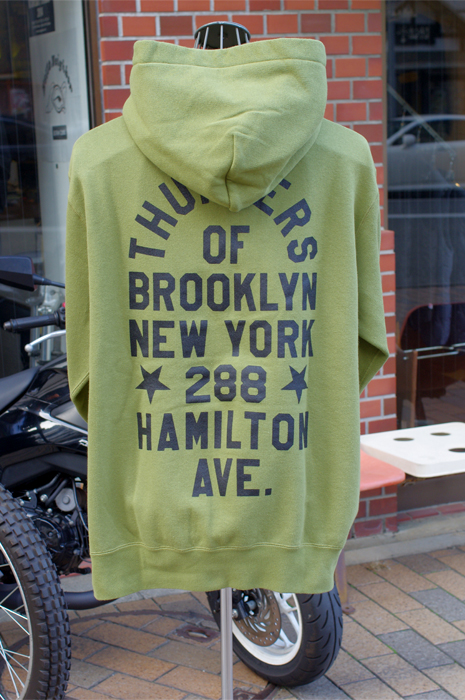 OF
BROOKLYN
NEW YORK
★ 288 ★
HAMILTON
AVE.